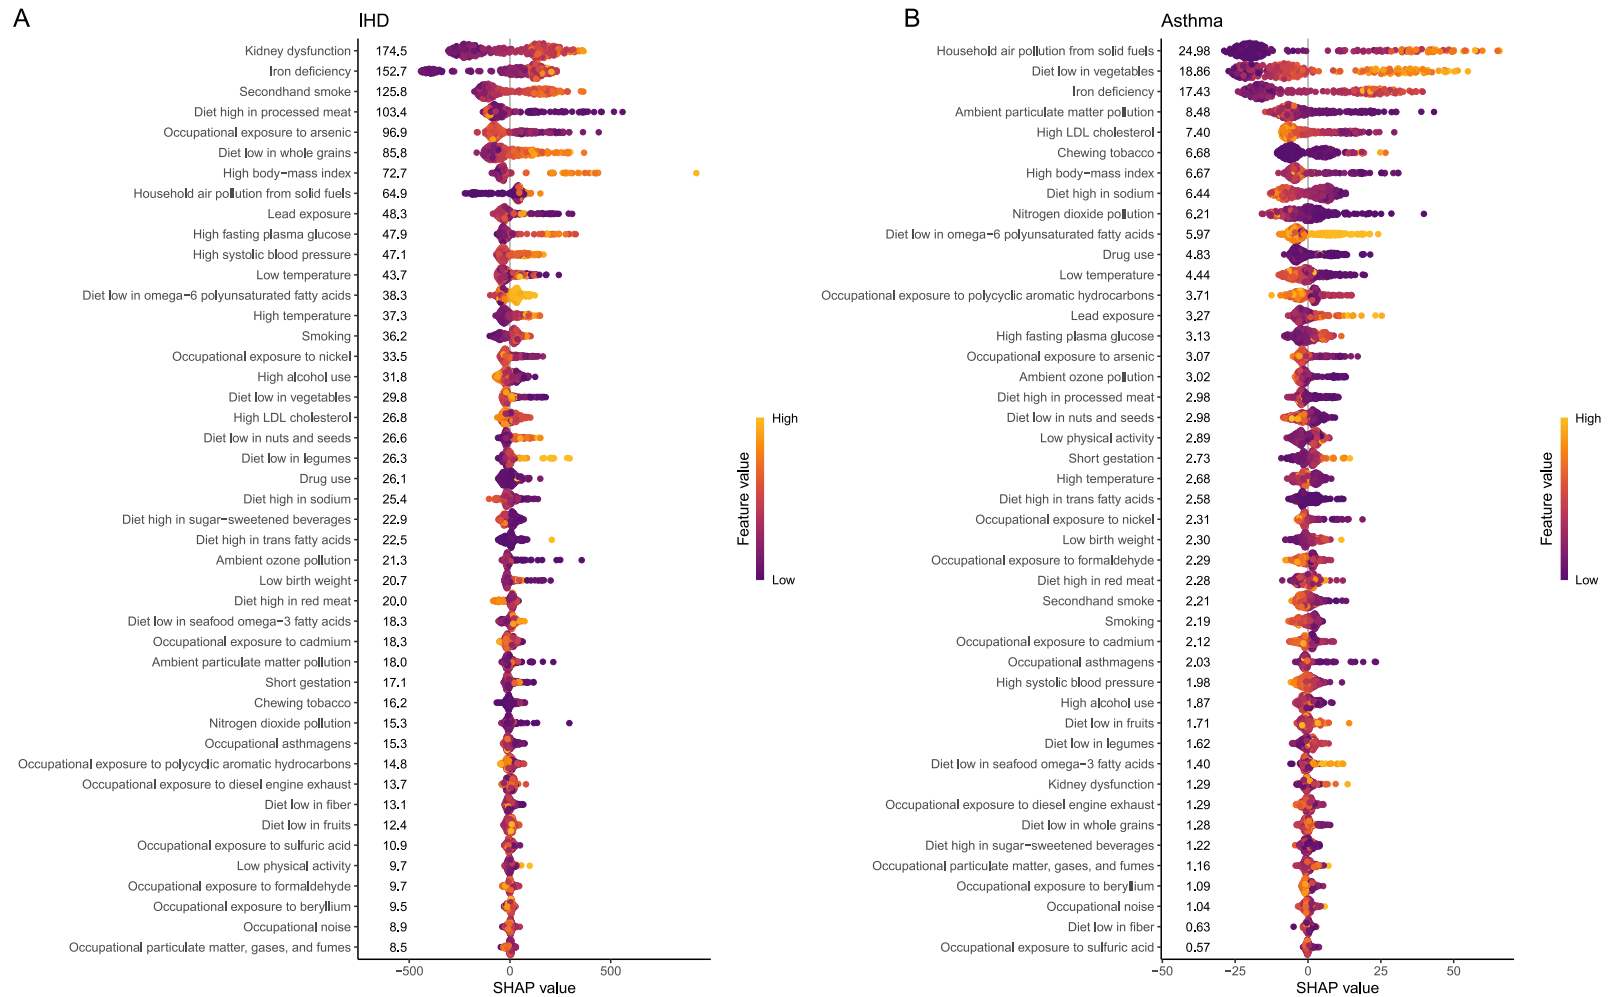 A
IHD
Kidney dysfunction 174.5
Iron deficiency 152.7
Secondhand smoke 125.8
Diet high in processed meat 103.4
Occupational exposure to arsenic 96.9
Diet low in whole grains 85.8
High body−mass index 72.7
Household air pollution from solid fuels 64.9
Lead exposure 48.3
High fasting plasma glucose 47.9
High systolic blood pressure 47.1
Low temperature 43.7
Diet low in omega−6 polyunsaturated fatty acids 38.3
High temperature 37.3
Smoking 36.2
Occupational exposure to nickel 33.5
High alcohol use 31.8
Diet low in vegetables 29.8
High LDL cholesterol 26.8
Diet low in nuts and seeds 26.6
Diet low in legumes 26.3
Drug use 26.1
Diet high in sodium 25.4
Diet high in sugar−sweetened beverages 22.9
Diet high in trans fatty acids 22.5
Ambient ozone pollution 21.3
Low birth weight 20.7
Diet high in red meat 20.0
Diet low in seafood omega−3 fatty acids 18.3
Occupational exposure to cadmium 18.3
Ambient particulate matter pollution 18.0
Short gestation 17.1
Chewing tobacco 16.2
Nitrogen dioxide pollution 15.3
Occupational asthmagens 15.3
Occupational exposure to polycyclic aromatic hydrocarbons 14.8
Occupational exposure to diesel engine exhaust 13.7
Diet low in fiber 13.1
Diet low in fruits 12.4
Occupational exposure to sulfuric acid 10.9
Low physical activity 9.7
Occupational exposure to formaldehyde 9.7
Occupational exposure to beryllium 9.5
Occupational noise 8.9
Occupational particulate matter, gases, and fumes 8.5
−500 0 500
SHAP value
High
Feature value
Low
B
Asthma
Household air pollution from solid fuels 24.98
Diet low in vegetables 18.86
Iron deficiency 17.43
Ambient particulate matter pollution 8.48
High LDL cholesterol 7.40
Chewing tobacco 6.68
High body−mass index 6.67
Diet high in sodium 6.44
Nitrogen dioxide pollution 6.21
Diet low in omega−6 polyunsaturated fatty acids 5.97
Drug use 4.83
Low temperature 4.44
Occupational exposure to polycyclic aromatic hydrocarbons 3.71
Lead exposure 3.27
High fasting plasma glucose 3.13
Occupational exposure to arsenic 3.07
Ambient ozone pollution 3.02
Diet high in processed meat 2.98
Diet low in nuts and seeds 2.98
Low physical activity 2.89
Short gestation 2.73
High temperature 2.68
Diet high in trans fatty acids 2.58
Occupational exposure to nickel 2.31
Low birth weight 2.30
Occupational exposure to formaldehyde 2.29
Diet high in red meat 2.28
Secondhand smoke 2.21
Smoking 2.19
Occupational exposure to cadmium 2.12
Occupational asthmagens 2.03
High systolic blood pressure 1.98
High alcohol use 1.87
Diet low in fruits 1.71
Diet low in legumes 1.62
Diet low in seafood omega−3 fatty acids 1.40
Kidney dysfunction 1.29
Occupational exposure to diesel engine exhaust 1.29
Diet low in whole grains 1.28
Diet high in sugar−sweetened beverages 1.22
Occupational particulate matter, gases, and fumes 1.16
Occupational exposure to beryllium 1.09
Occupational noise 1.04
Diet low in fiber 0.63
Occupational exposure to sulfuric acid 0.57
−50 −25 0 25 50
SHAP value
High
Feature value
Low